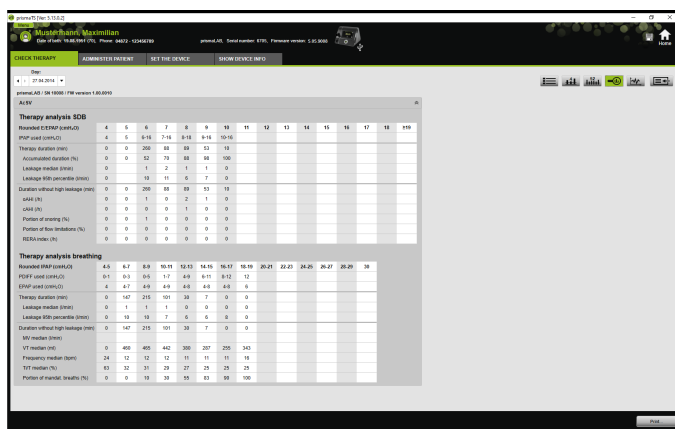 prismaTS [Ver: 5.13.0.2]
Menu
Mustermann, Maximilian
Date of birth: 19.08.1951 (70), Phone: 04872 - 123456789
prismaLAB, Serial number: 6785, Firmware version: 5.05.0008
Home
CHECK THERAPY ADMINISTER PATIENT SET THE DEVICE SHOW DEVICE INFO
Day:
27.04.2014
prismaLAB / SN 10008 / FW version 1.00.0010
AcSV
Therapy analysis SDB
Rounded E/EPAP (cmH₂O) 4 5 6 7 8 9 10 11 12 13 14 15 16 17 18 ≥19
IPAP used (cmH₂O) 4 5 6-18 7-16 8-18 9-16 10-16
Therapy duration (min) 0 0 260 88 89 53 10
Accumulated duration (%) 0 0 52 70 88 98 100
Leakage median (l/min) 0 1 2 1 1 0
Leakage 95th percentile (l/min) 0 10 11 6 7 0
Duration without high leakage (min) 0 0 260 88 89 53 10
oAHI (/h) 0 0 1 0 2 1 0
cAHI (/h) 0 0 0 0 1 0 0
Portion of snoring (%) 0 0 1 0 0 0 0
Portion of flow limitations (%) 0 0 0 0 0 0 0
RERA index (/h) 0 0 0 0 0 0 0
Therapy analysis breathing
Rounded IPAP (cmH₂O) 4-5 6-7 8-9 10-11 12-13 14-15 16-17 18-19 20-21 22-23 24-25 26-27 28-29 30
PDIFF used (cmH₂O) 0-1 0-3 0-5 1-7 4-9 6-11 8-12 12
EPAP used (cmH₂O) 4 4-7 4-9 4-9 4-8 4-8 4-8 6
Therapy duration (min) 0 147 215 101 30 7 0 0
Leakage median (l/min) 0 1 1 1 0 0 0 0
Leakage 95th percentile (l/min) 0 10 10 7 6 6 8 0
Duration without high leakage (min) 0 147 215 101 30 7 0 0
MV median (l/min)
VT median (ml) 0 460 465 442 380 287 255 343
Frequency median (bpm) 24 12 12 12 11 11 11 16
Ti/T median (%) 63 32 31 29 27 25 25 25
Portion of mandat. breaths (%) 0 0 10 30 55 83 99 100
Print